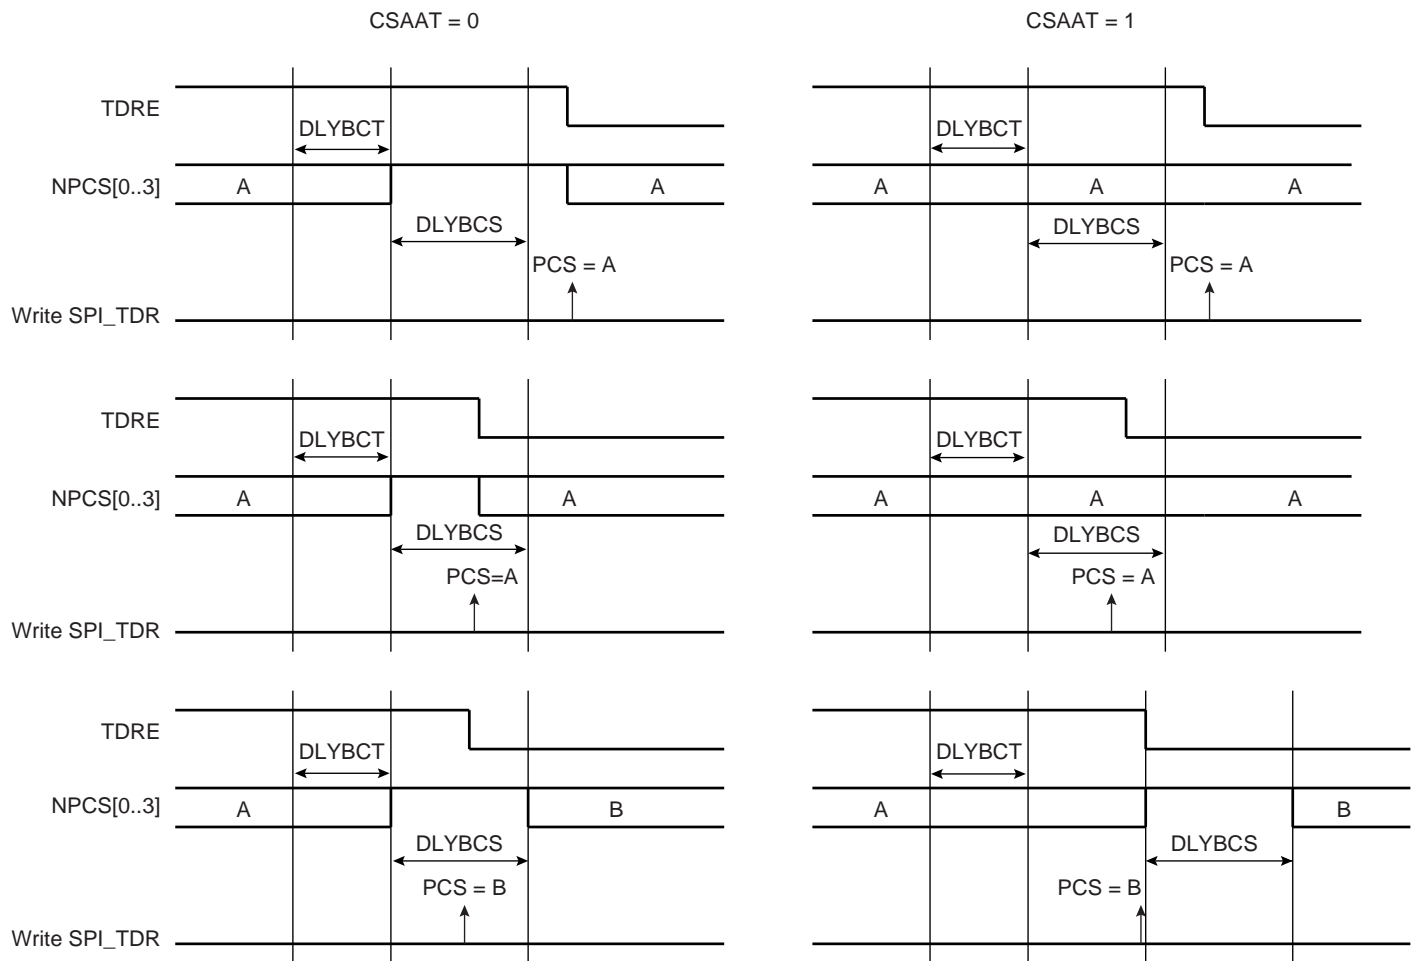 CSAAT = 0
CSAAT = 1
TDRE
DLYBCT
DLYBCT
NPCS[0..3]
A
A
A
A
A
DLYBCS
DLYBCS
PCS = A
PCS = A
Write SPI_TDR
TDRE
DLYBCT
DLYBCT
NPCS[0..3]
A
A
A
A
A
DLYBCS
DLYBCS
PCS=A
PCS = A
Write SPI_TDR
TDRE
DLYBCT
DLYBCT
NPCS[0..3]
A
B
A
B
DLYBCS
DLYBCS
PCS = B
PCS = B
Write SPI_TDR